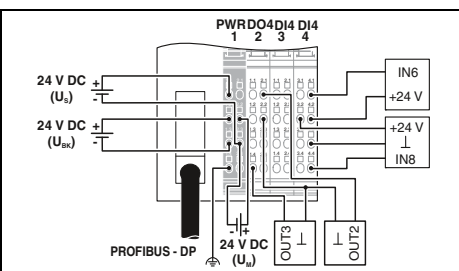 PWR DO4 DI4 DI4
1 2 3 4
24 V DC
(US)
+
-
24 V DC
(UBK)
+
-
IN6
+24 V
+24 V
⊥
IN8
- +
24 V DC
(UM)
PROFIBUS - DP
OUT3
⊥
⊥
OUT2